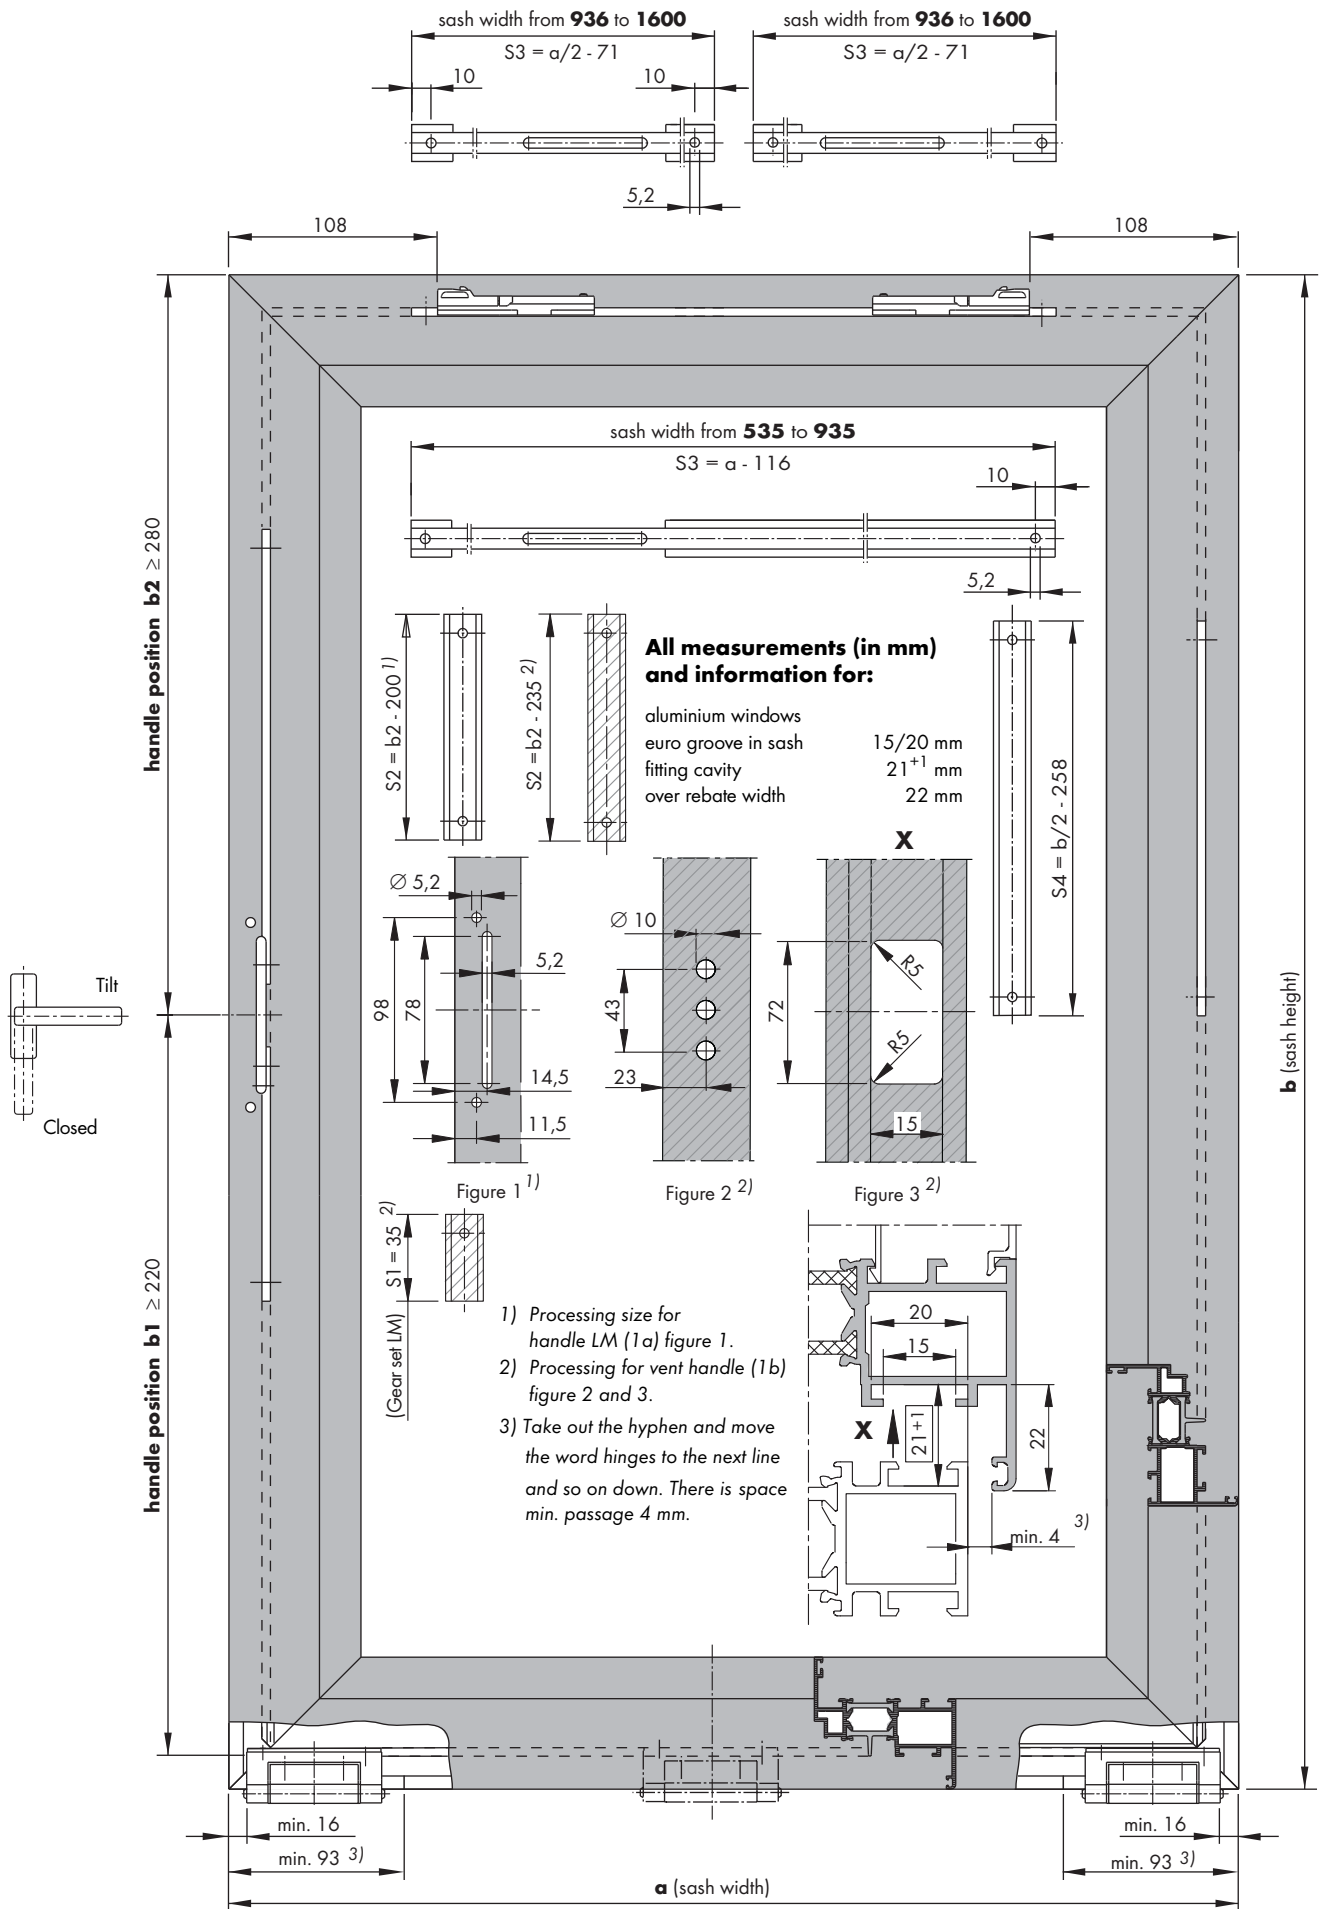 sash width from 936 to 1600
sash width from 936 to 1600
S3 = a/2 - 71
S3 = a/2 - 71
10
10
5,2
108
108
sash width from 535 to 935
S3 = a - 116
10
5,2
handle position b2 ≥ 280
S2 = b2 - 200 1)
S2 = b2 - 235 2)
All measurements (in mm)
and information for:
aluminium windows
euro groove in sash 15/20 mm
fitting cavity 21+1 mm
over rebate width 22 mm
S4 = b/2 - 258
X
Ø 5,2
5,2
98
78
14,5
11,5
Figure 1 1)
Ø 10
43
23
Figure 2 2)
72
R5
R5
15
Figure 3 2)
Tilt
Closed
b (sash height)
handle position b1 ≥ 220
S1 = 35 2)
(Gear set LM)
1) Processing size for
handle LM (1a) figure 1.
2) Processing for vent handle (1b)
figure 2 and 3.
3) Take out the hyphen and move
the word hinges to the next line
and so on down. There is space
min. passage 4 mm.
20
15
X
21+1
22
min. 4 3)
min. 16
min. 16
min. 93 3)
min. 93 3)
a (sash width)